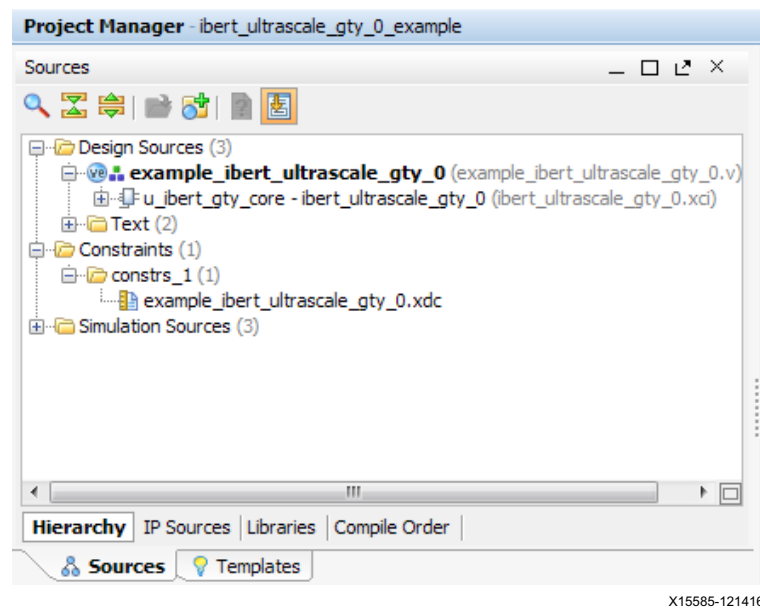 Project Manager - ibert_ultrascale_gty_0_example
Sources
Design Sources (3)
example_ibert_ultrascale_gty_0 (example_ibert_ultrascale_gty_0.v)
u_ibert_gty_core - ibert_ultrascale_gty_0 (ibert_ultrascale_gty_0.xci)
Text (2)
Constraints (1)
constrs_1 (1)
example_ibert_ultrascale_gty_0.xdc
Simulation Sources (3)
Hierarchy IP Sources Libraries Compile Order
Sources Templates
X15585-121416